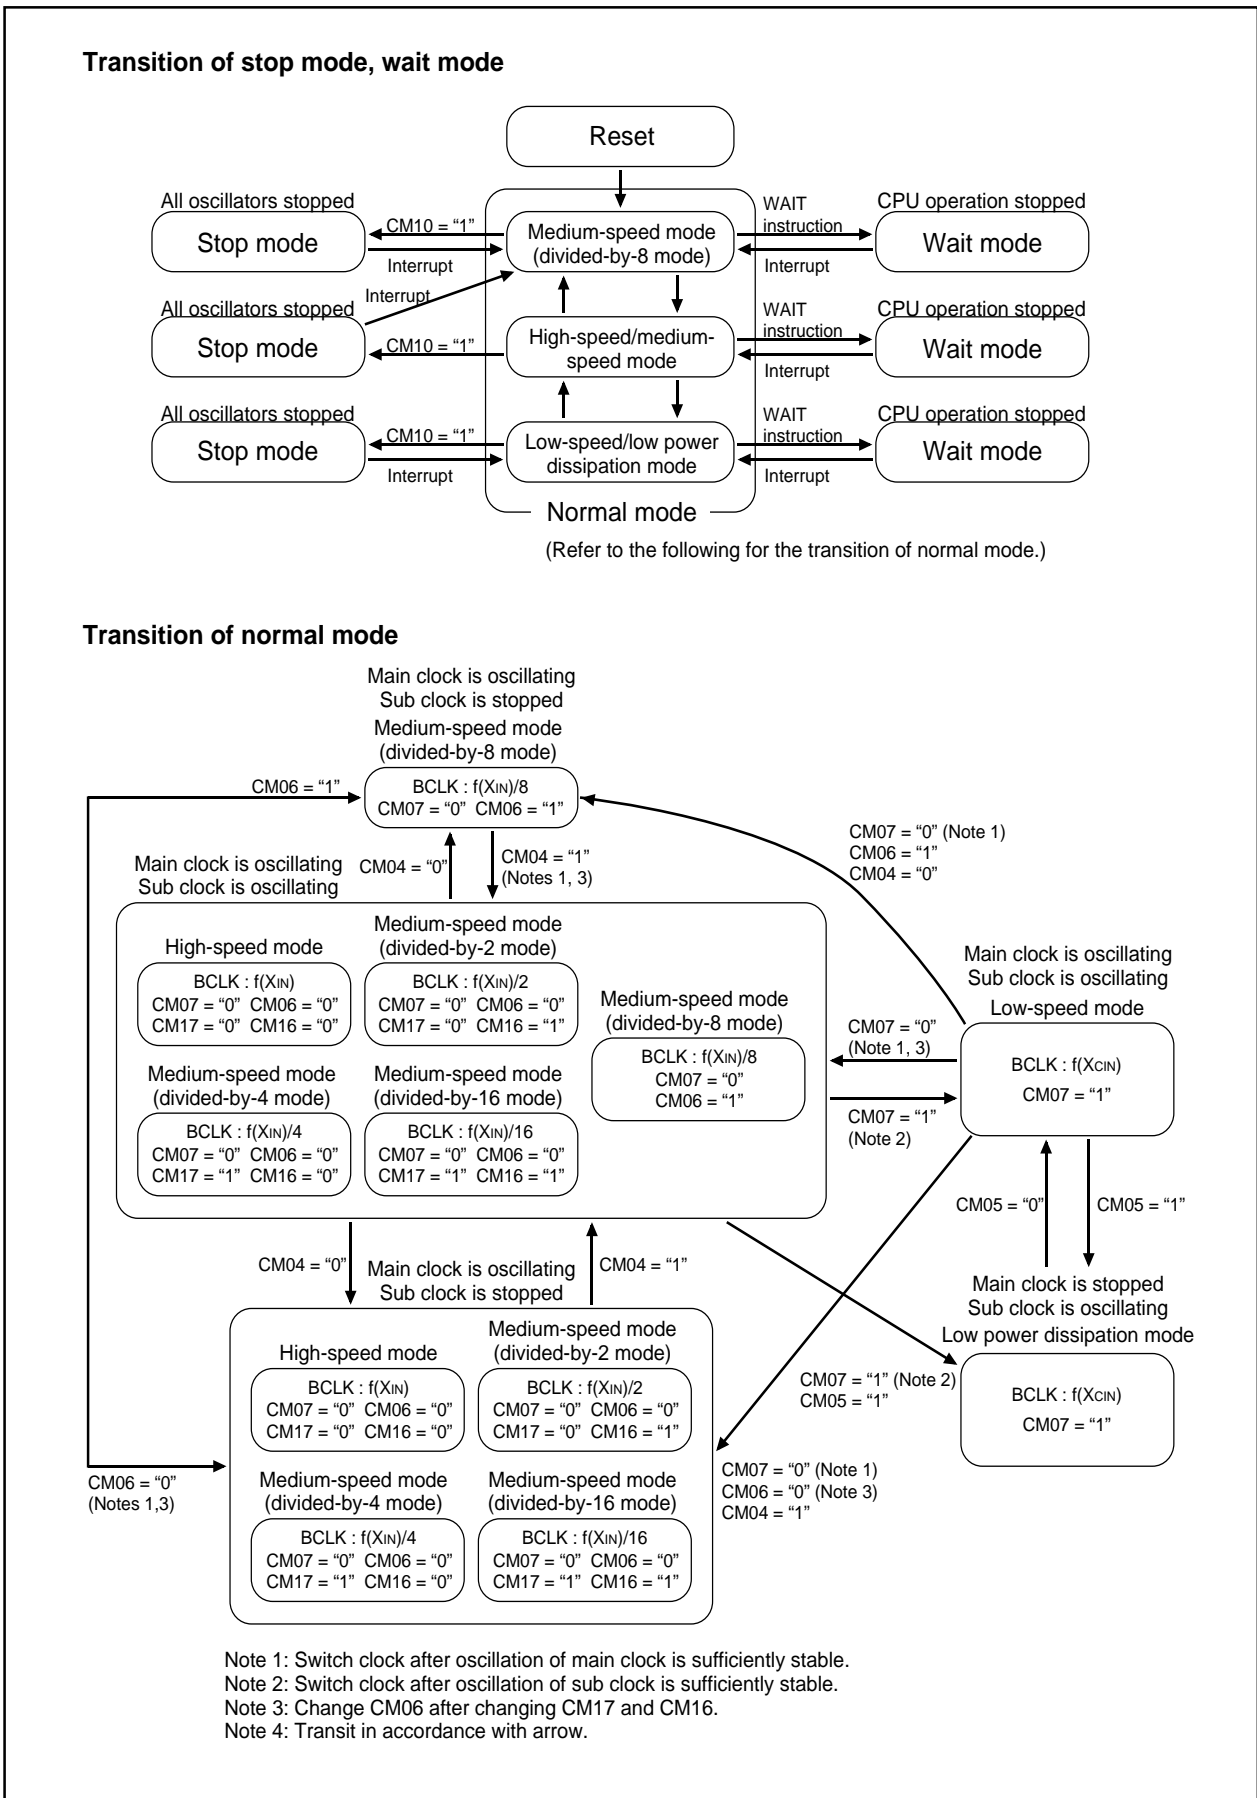 Transition of stop mode, wait mode
Reset
All oscillators stopped
Stop mode
CM10 = “1”
Interrupt
Medium-speed mode
(divided-by-8 mode)
WAIT
instruction
Interrupt
CPU operation stopped
Wait mode
Interrupt
All oscillators stopped
Stop mode
CM10 = “1”
High-speed/medium-
speed mode
WAIT
instruction
Interrupt
CPU operation stopped
Wait mode
All oscillators stopped
Stop mode
CM10 = “1”
Interrupt
Low-speed/low power
dissipation mode
WAIT
instruction
Interrupt
CPU operation stopped
Wait mode
Normal mode
(Refer to the following for the transition of normal mode.)
Transition of normal mode
Main clock is oscillating
Sub clock is stopped
Medium-speed mode
(divided-by-8 mode)
CM06 = “1”
BCLK : f(XIN)/8
CM07 = “0” CM06 = “1”
CM07 = “0” (Note 1)
CM06 = “1”
CM04 = “0”
Main clock is oscillating
Sub clock is oscillating
CM04 = “0”
CM04 = “1”
(Notes 1, 3)
High-speed mode
BCLK : f(XIN)
CM07 = “0” CM06 = “0”
CM17 = “0” CM16 = “0”
Medium-speed mode
(divided-by-2 mode)
BCLK : f(XIN)/2
CM07 = “0” CM06 = “0”
CM17 = “0” CM16 = “1”
Medium-speed mode
(divided-by-8 mode)
BCLK : f(XIN)/8
CM07 = “0”
CM06 = “1”
Medium-speed mode
(divided-by-4 mode)
BCLK : f(XIN)/4
CM07 = “0” CM06 = “0”
CM17 = “1” CM16 = “0”
Medium-speed mode
(divided-by-16 mode)
BCLK : f(XIN)/16
CM07 = “0” CM06 = “0”
CM17 = “1” CM16 = “1”
CM07 = “0”
(Note 1, 3)
CM07 = “1”
(Note 2)
Main clock is oscillating
Sub clock is oscillating
Low-speed mode
BCLK : f(XCIN)
CM07 = “1”
CM05 = “0”
CM05 = “1”
CM04 = “0”
Main clock is oscillating
Sub clock is stopped
CM04 = “1”
Main clock is stopped
Sub clock is oscillating
Low power dissipation mode
BCLK : f(XCIN)
CM07 = “1”
CM07 = “1” (Note 2)
CM05 = “1”
High-speed mode
BCLK : f(XIN)
CM07 = “0” CM06 = “0”
CM17 = “0” CM16 = “0”
Medium-speed mode
(divided-by-2 mode)
BCLK : f(XIN)/2
CM07 = “0” CM06 = “0”
CM17 = “0” CM16 = “1”
CM06 = “0”
(Notes 1,3)
Medium-speed mode
(divided-by-4 mode)
BCLK : f(XIN)/4
CM07 = “0” CM06 = “0”
CM17 = “1” CM16 = “0”
Medium-speed mode
(divided-by-16 mode)
BCLK : f(XIN)/16
CM07 = “0” CM06 = “0”
CM17 = “1” CM16 = “1”
CM07 = “0” (Note 1)
CM06 = “0” (Note 3)
CM04 = “1”
Note 1: Switch clock after oscillation of main clock is sufficiently stable.
Note 2: Switch clock after oscillation of sub clock is sufficiently stable.
Note 3: Change CM06 after changing CM17 and CM16.
Note 4: Transit in accordance with arrow.